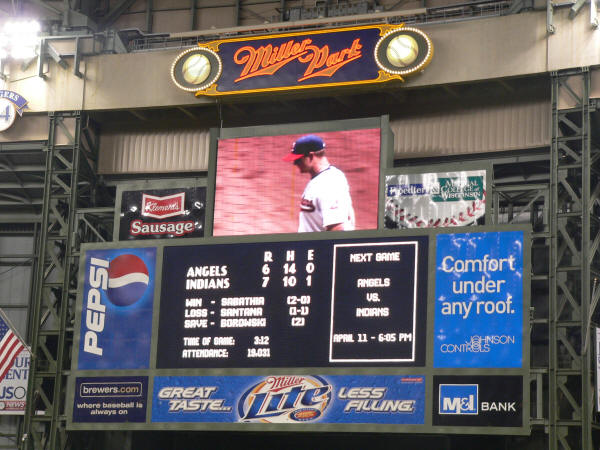 Miller Park
Klement's
Sausage
Froedtert
MEDICAL
COLLEGE OF
WISCONSIN
R H E
ANGELS 6 14 0
INDIANS 7 10 1
WIN - SABATHIA (2-0)
LOSS - SANTANA (1-1)
SAVE - BOROWSKI (2)
TIME OF GAME: 3:12
ATTENDANCE: 19,031
NEXT GAME
ANGELS
VS.
INDIANS
APRIL 11 - 6:05 PM
PEPSI
Comfort
under
any roof.
JOHNSON
CONTROLS
brewers.com
where baseball is
always on
GREAT
TASTE...
Miller
Lite
LESS
FILLING.
M&I BANK